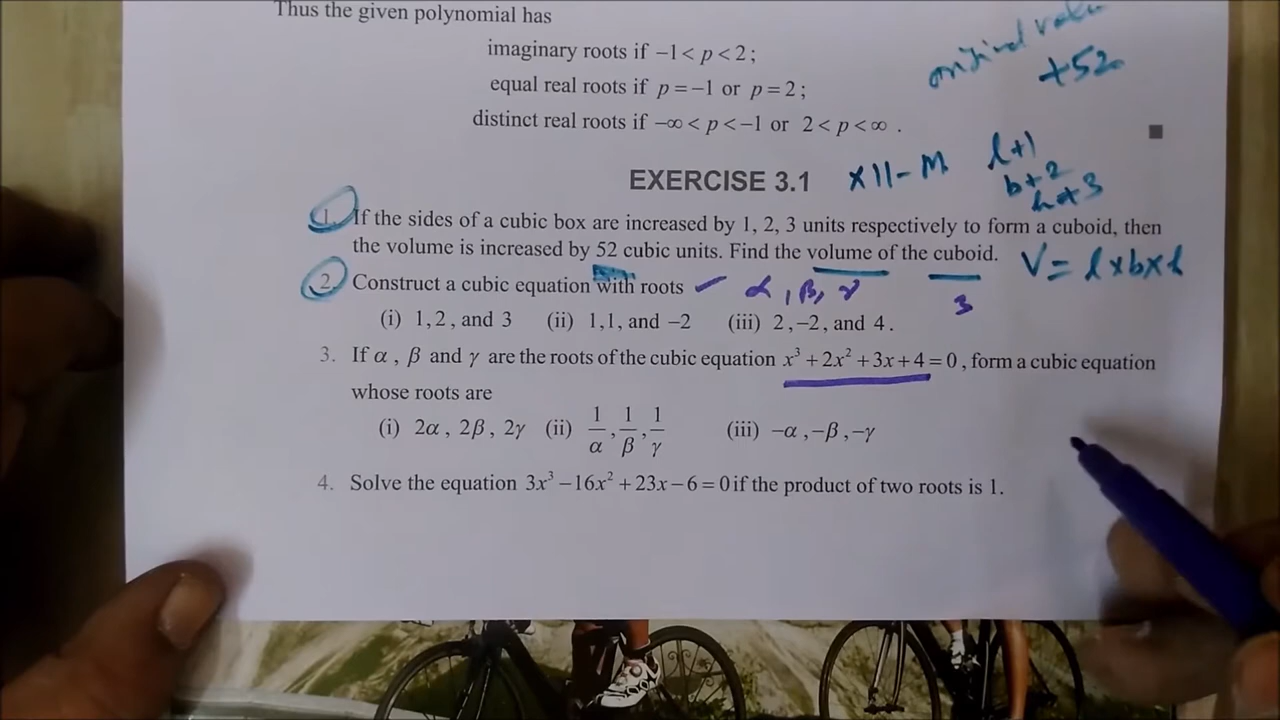 Thus the given polynomial has
imaginary roots if −1 < p < 2;
equal real roots if p = −1 or p = 2;
distinct real roots if −∞ < p < −1 or 2 < p < ∞ .
+52
EXERCISE 3.1 XII - M
l+1
b+2
h+3
1. If the sides of a cubic box are increased by 1, 2, 3 units respectively to form a cuboid, then
the volume is increased by 52 cubic units. Find the volume of the cuboid.
V = l×b×h
2. Construct a cubic equation with roots α, β, γ
3
(i) 1, 2, and 3 (ii) 1,1, and −2 (iii) 2, −2, and 4.
3. If α, β and γ are the roots of the cubic equation x³ + 2x² + 3x + 4 = 0, form a cubic equation
whose roots are
(i) 2α, 2β, 2γ (ii) 1/α, 1/β, 1/γ (iii) −α, −β, −γ
4. Solve the equation 3x³ − 16x² + 23x − 6 = 0 if the product of two roots is 1.